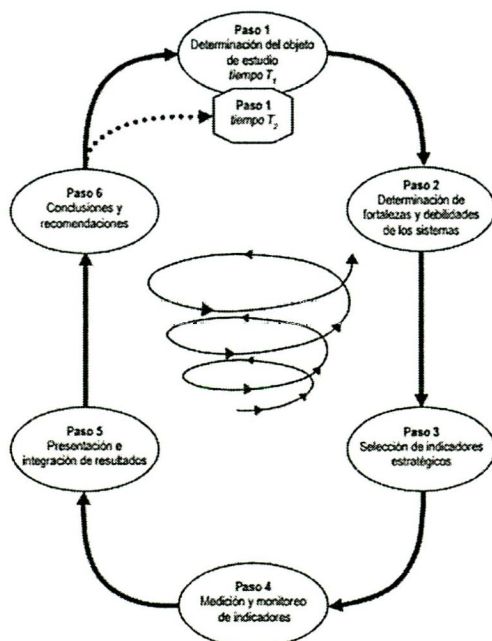 Paso 1
Determinación del objeto
de estudio
tiempo T₁
Paso 1
tiempo T₂
Paso 2
Determinación de
fortalezas y debilidades
de los sistemas
Paso 3
Selección de indicadores
estratégicos
Paso 4
Medición y monitoreo
de indicadores
Paso 5
Presentación e
integración de resultados
Paso 6
Conclusiones y
recomendaciones